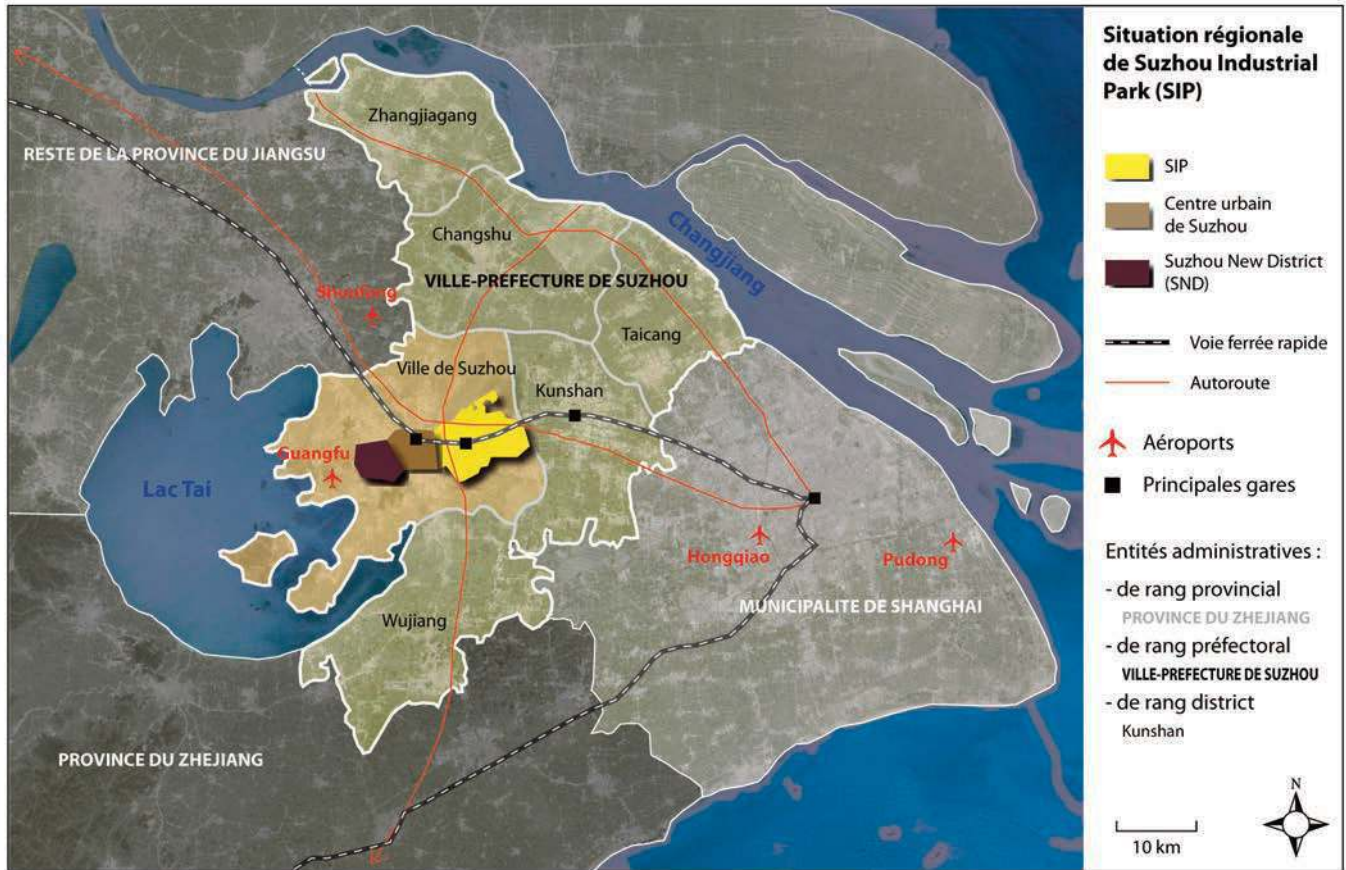 Situation régionale
de Suzhou Industrial
Park (SIP)
SIP
Centre urbain
de Suzhou
Suzhou New District
(SND)
Voie ferrée rapide
Autoroute
Aéroports
Principales gares
Entités administratives :
- de rang provincial
PROVINCE DU ZHEJIANG
- de rang préfectoral
VILLE-PREFECTURE DE SUZHOU
- de rang district
Kunshan
N
10 km
Zhangjiagang
RESTE DE LA PROVINCE DU JIANGSU
Changshu
Changjiang
VILLE-PREFECTURE DE SUZHOU
Taicang
Ville de Suzhou
Kunshan
Guangfu
Lac Tai
Hongqiao
Pudong
MUNICIPALITE DE SHANGHAI
Wujiang
PROVINCE DU ZHEJIANG